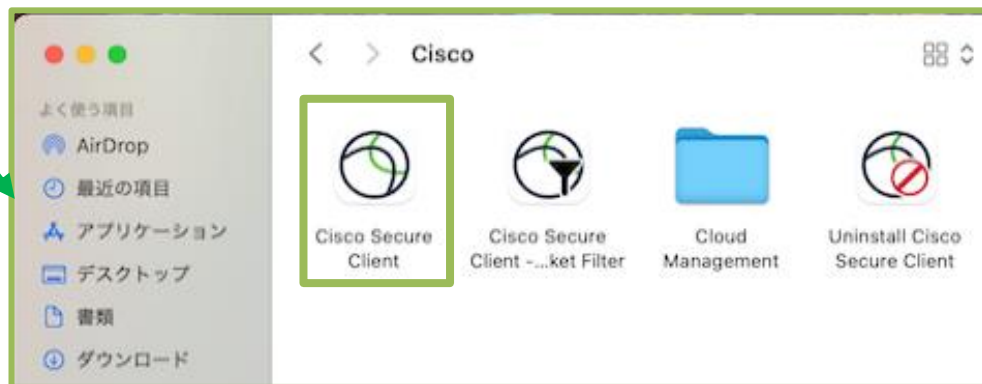 Cisco
よく使う項目
AirDrop
最近の項目
アプリケーション
デスクトップ
書類
ダウンロード
Cisco Secure
Client
Cisco Secure
Client -...ket Filter
Cloud
Management
Uninstall Cisco
Secure Client